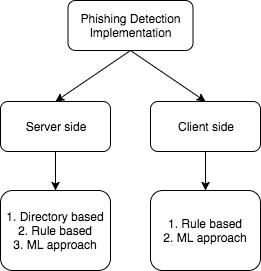 Phishing Detection
Implementation
Server side
Client side
1. Directory based
2. Rule based
3. ML approach
1. Rule based
2. ML approach